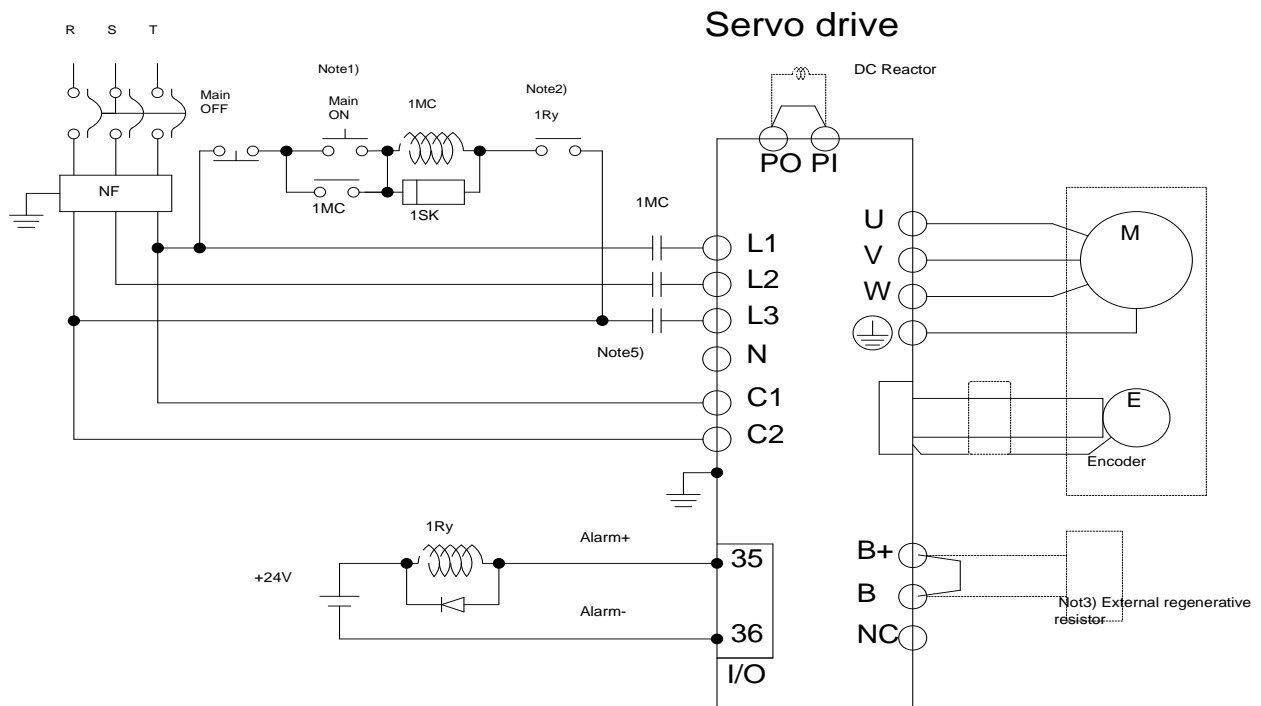 Servo drive
R S T
DC Reactor
Note1)
Note2)
Main
OFF
Main
ON
1MC
1Ry
PO PI
NF
1MC
1SK
1MC
U
M
L1
V
L2
W
L3
Note5)
N
C1
E
C2
Encoder
1Ry
Alarm+
35
B+
+24V
Alarm-
B
Not3) External regenerative
resistor
36
NC
I/O